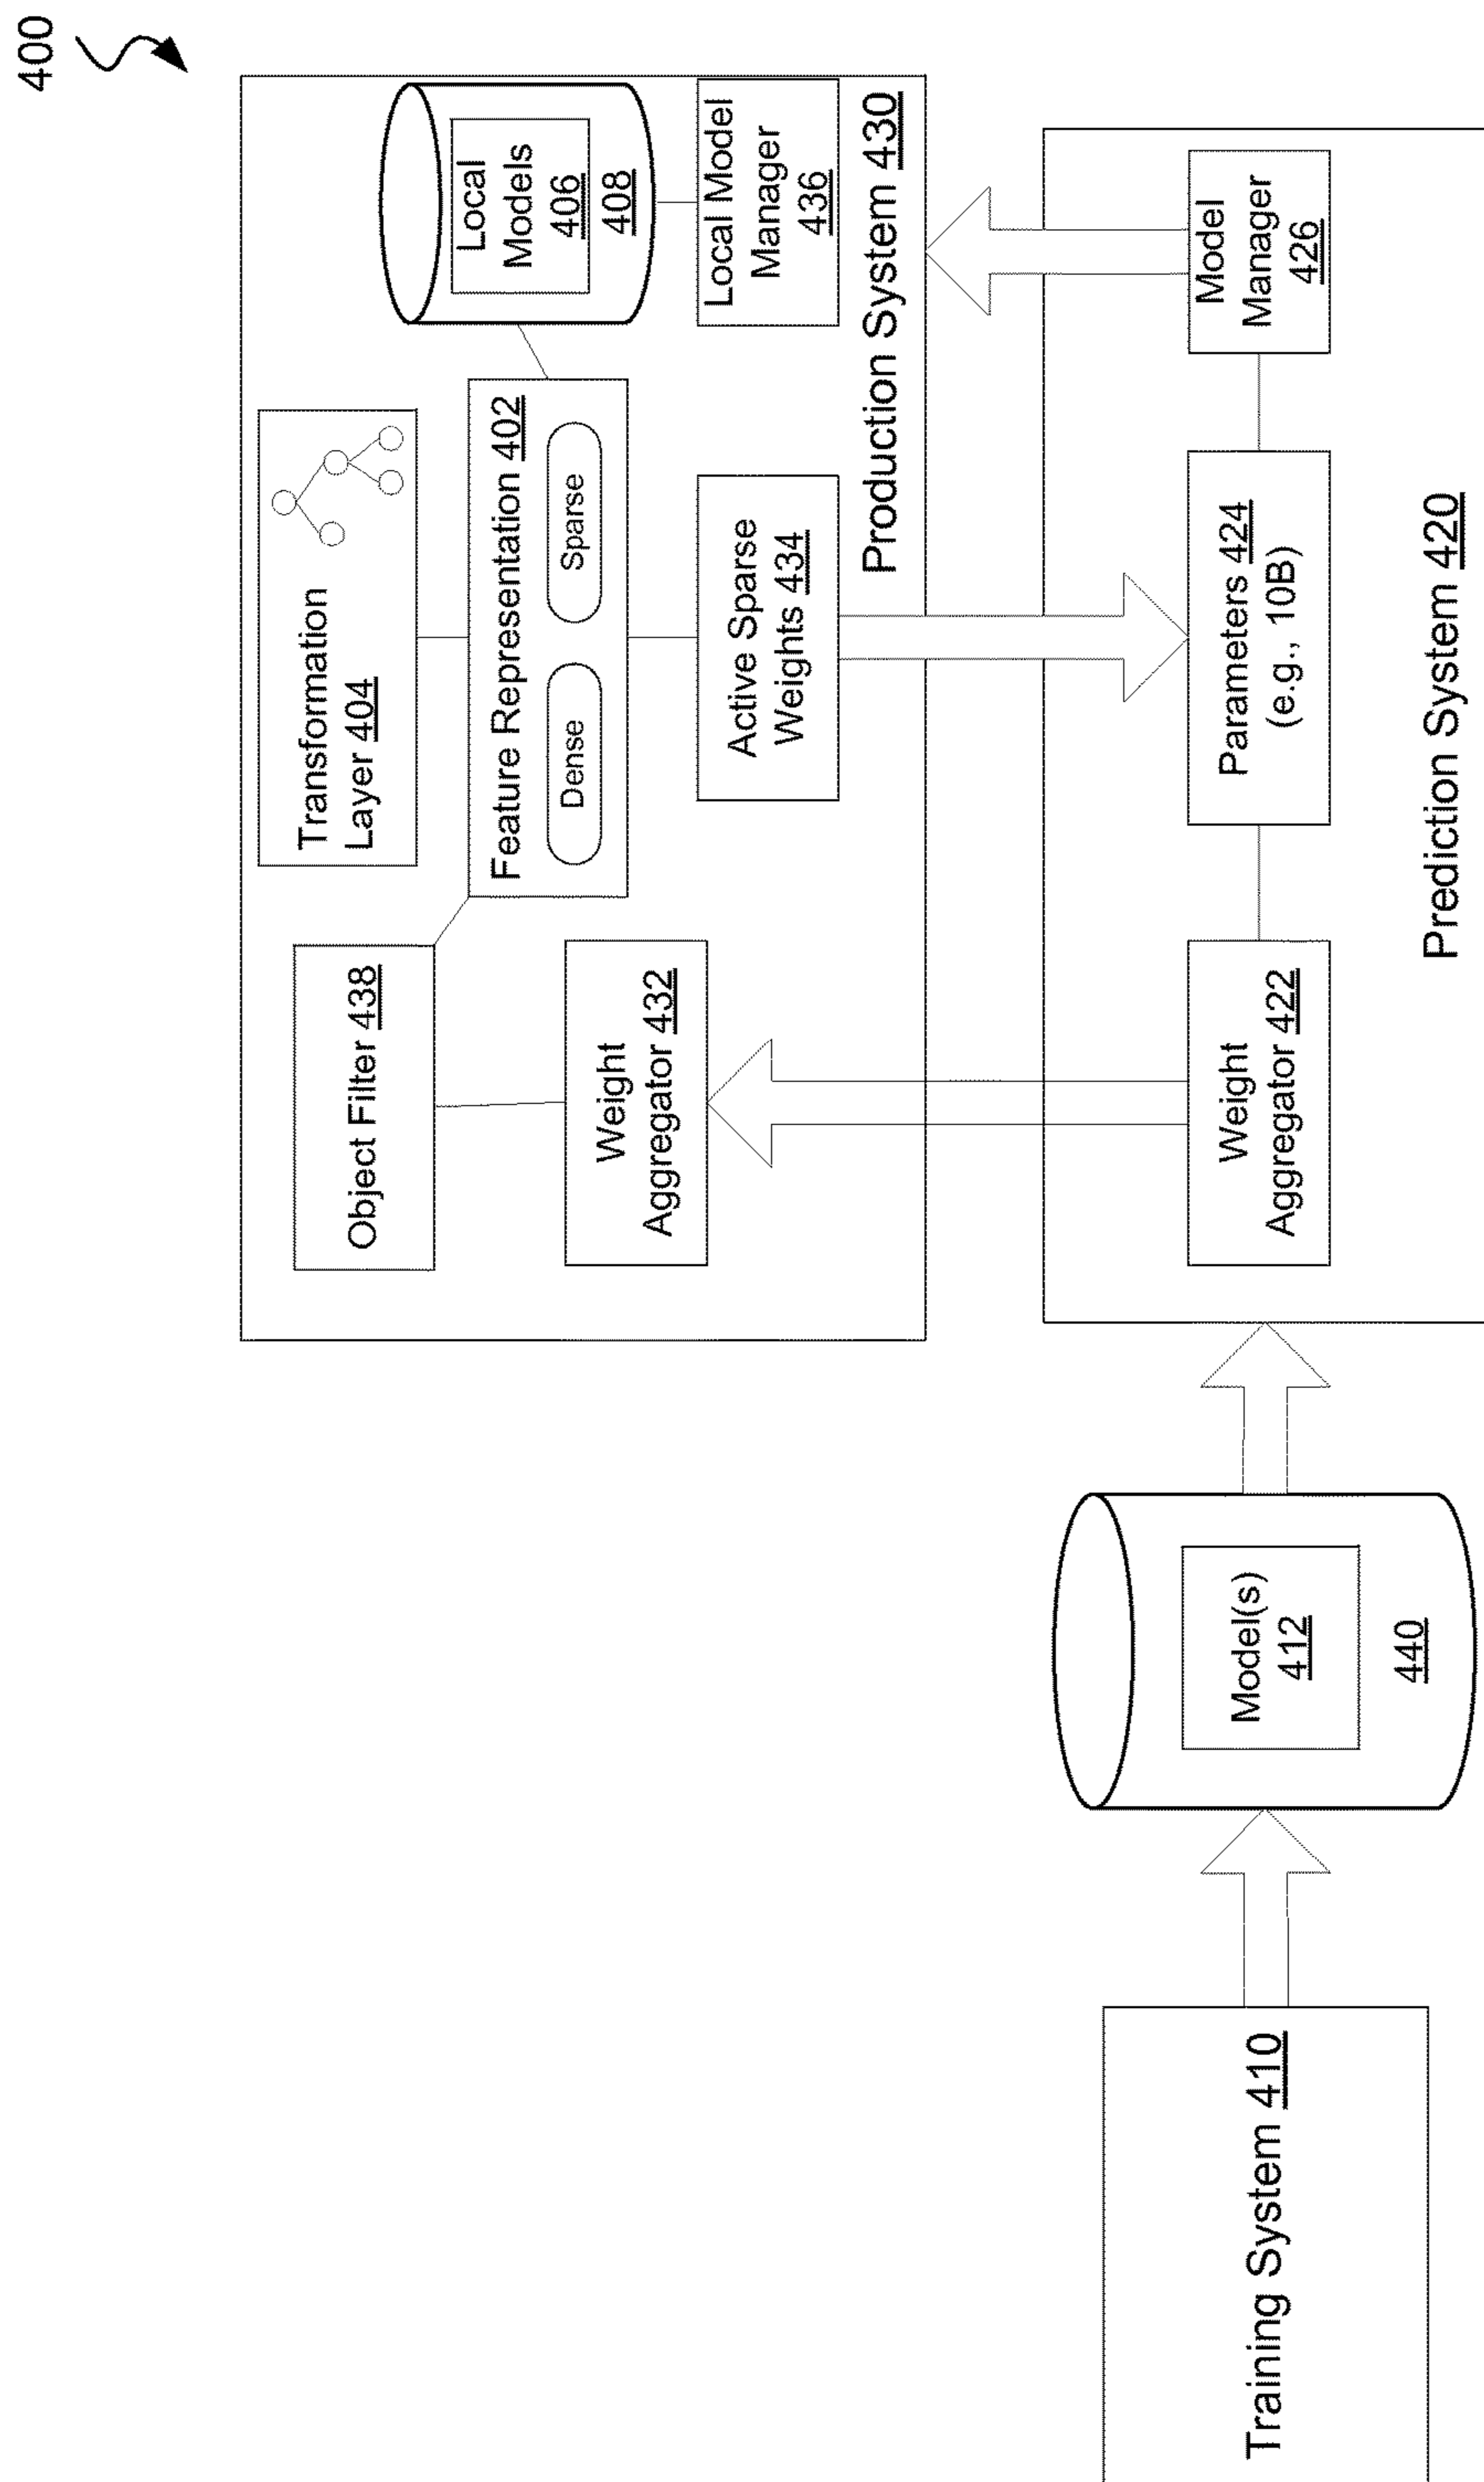 400
Transformation
Layer 404
Local
Models
406
408
Object Filter 438
Feature Representation 402
Dense
Sparse
Weight
Aggregator 432
Active Sparse
Weights 434
Local Model
Manager
436
Production System 430
Training System 410
Model(s)
412
440
Weight
Aggregator 422
Parameters 424
(e.g., 10B)
Model
Manager
426
Prediction System 420